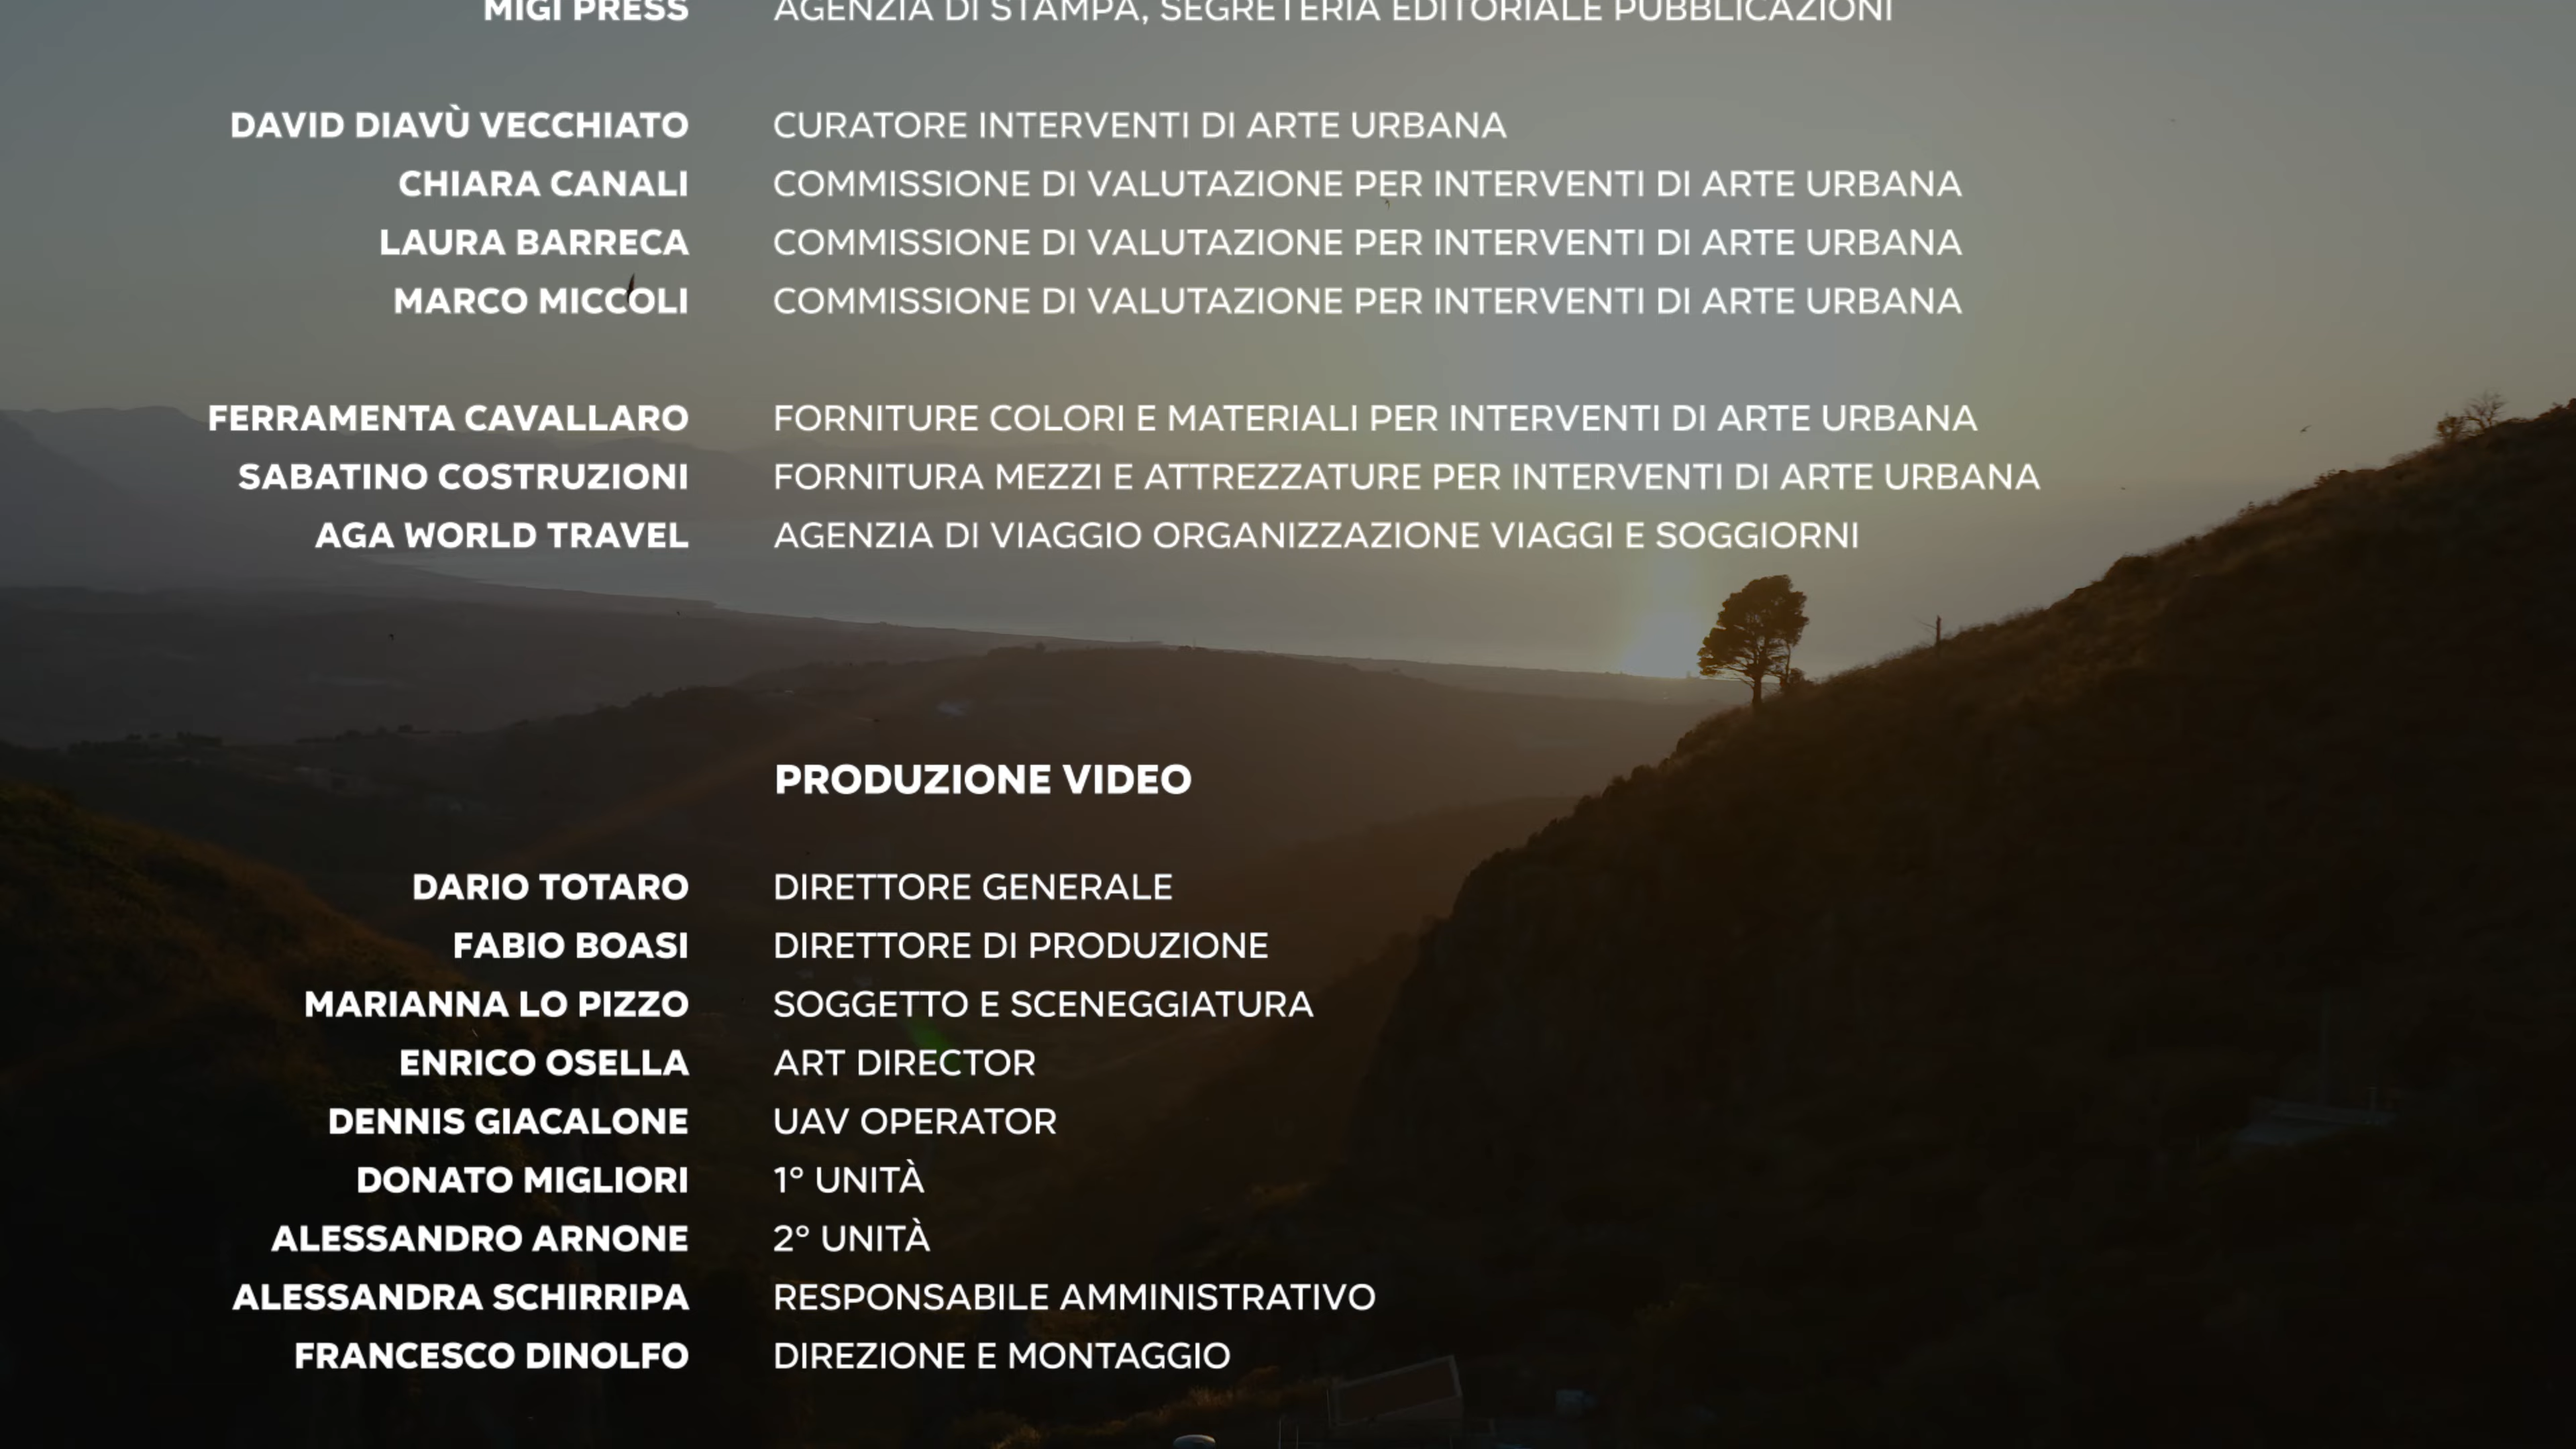 MIGI PRESS AGENZIA DI STAMPA, SEGRETERIA EDITORIALE PUBBLICAZIONI
DAVID DIAVÙ VECCHIATO CURATORE INTERVENTI DI ARTE URBANA
CHIARA CANALI COMMISSIONE DI VALUTAZIONE PER INTERVENTI DI ARTE URBANA
LAURA BARRECA COMMISSIONE DI VALUTAZIONE PER INTERVENTI DI ARTE URBANA
MARCO MICCOLI COMMISSIONE DI VALUTAZIONE PER INTERVENTI DI ARTE URBANA
FERRAMENTA CAVALLARO FORNITURE COLORI E MATERIALI PER INTERVENTI DI ARTE URBANA
SABATINO COSTRUZIONI FORNITURA MEZZI E ATTREZZATURE PER INTERVENTI DI ARTE URBANA
AGA WORLD TRAVEL AGENZIA DI VIAGGIO ORGANIZZAZIONE VIAGGI E SOGGIORNI
PRODUZIONE VIDEO
DARIO TOTARO DIRETTORE GENERALE
FABIO BOASI DIRETTORE DI PRODUZIONE
MARIANNA LO PIZZO SOGGETTO E SCENEGGIATURA
ENRICO OSELLA ART DIRECTOR
DENNIS GIACALONE UAV OPERATOR
DONATO MIGLIORI 1° UNITÀ
ALESSANDRO ARNONE 2° UNITÀ
ALESSANDRA SCHIRRIPA RESPONSABILE AMMINISTRATIVO
FRANCESCO DINOLFO DIREZIONE E MONTAGGIO